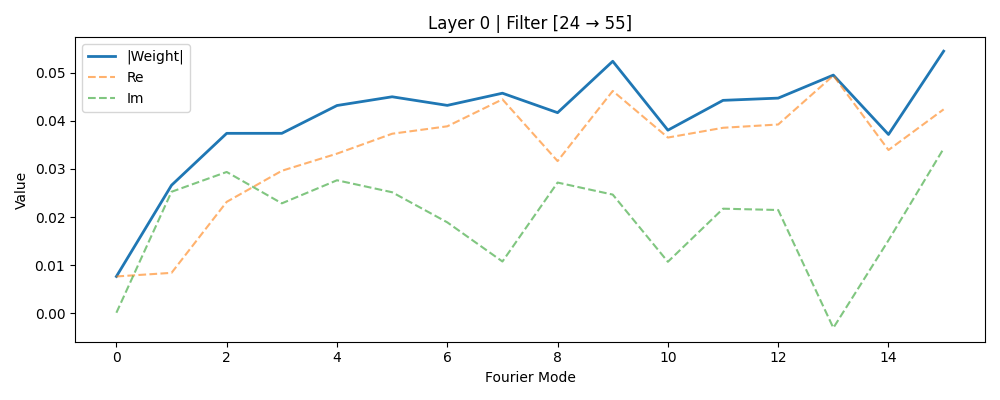 Layer 0 | Filter [24 → 55]
|Weight|
Re
Im
Value
0.05
0.04
0.03
0.02
0.01
0.00
0 2 4 6 8 10 12 14
Fourier Mode